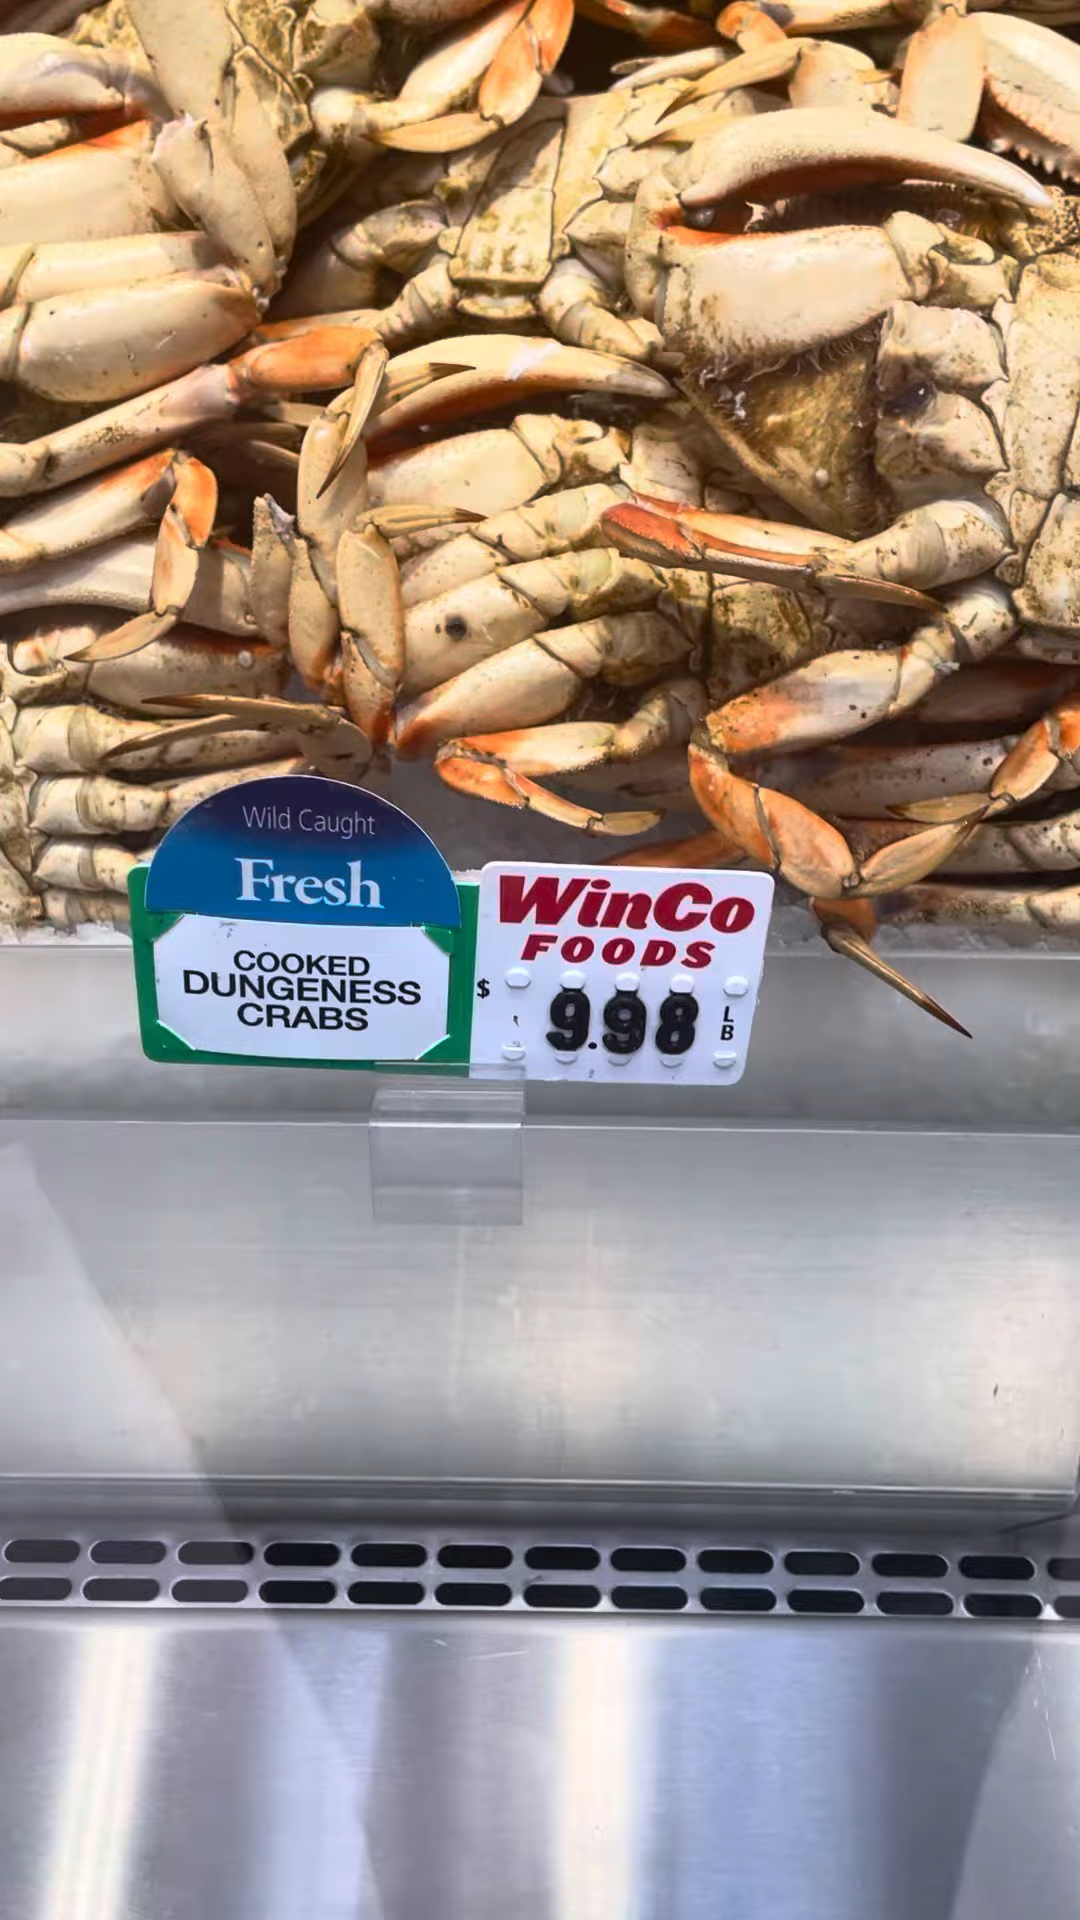 Wild Caught
Fresh
COOKED
DUNGENESS
CRABS
WinCo
FOODS
$ 9.98 LB